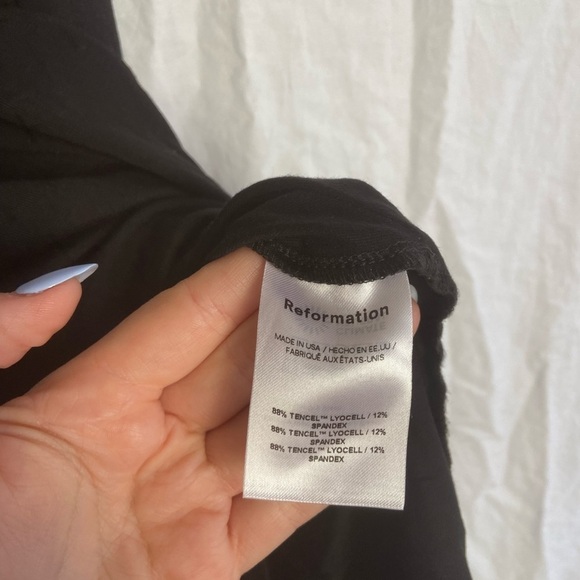 Reformation
MADE IN USA / HECHO EN EE.UU /
FABRIQUÉ AUX ÉTATS-UNIS
88% TENCEL™ LYOCELL / 12%
SPANDEX
88% TENCEL™ LYOCELL / 12%
SPANDEX
88% TENCEL™ LYOCELL / 12%
SPANDEX